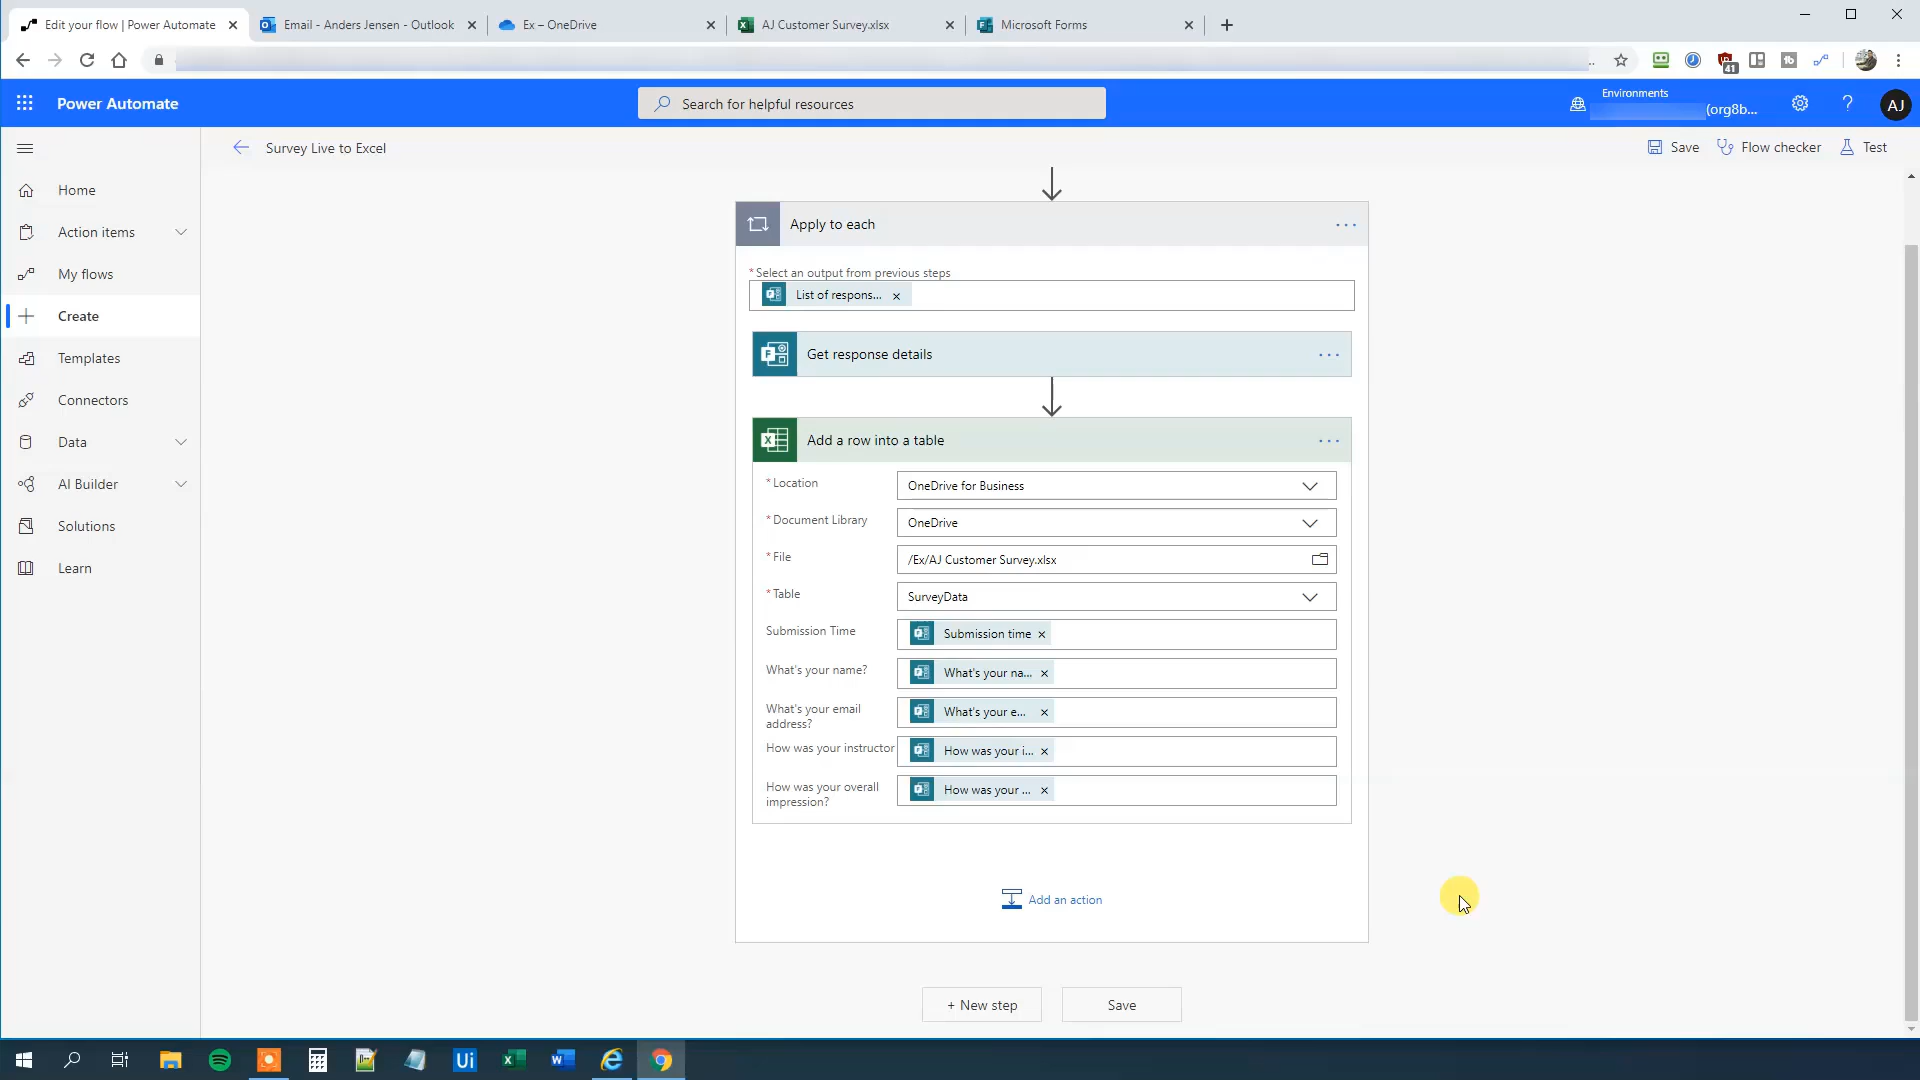 Edit your flow | Power Automate
Email - Anders Jensen - Outlook
Ex – OneDrive
AJ Customer Survey.xlsx
Microsoft Forms
41
Power Automate
Search for helpful resources
Environments
(org8b...
AJ
Survey Live to Excel
Save
Flow checker
Test
Home
Action items
My flows
Create
Templates
Connectors
Data
AI Builder
Solutions
Learn
Apply to each
* Select an output from previous steps
List of respons...
Get response details
Add a row into a table
* Location
OneDrive for Business
* Document Library
OneDrive
* File
/Ex/AJ Customer Survey.xlsx
* Table
SurveyData
Submission Time
Submission time
What's your name?
What's your na...
What's your email
address?
What's your e...
How was your instructor
How was your i...
How was your overall
impression?
How was your ...
Add an action
+ New step
Save
Ui